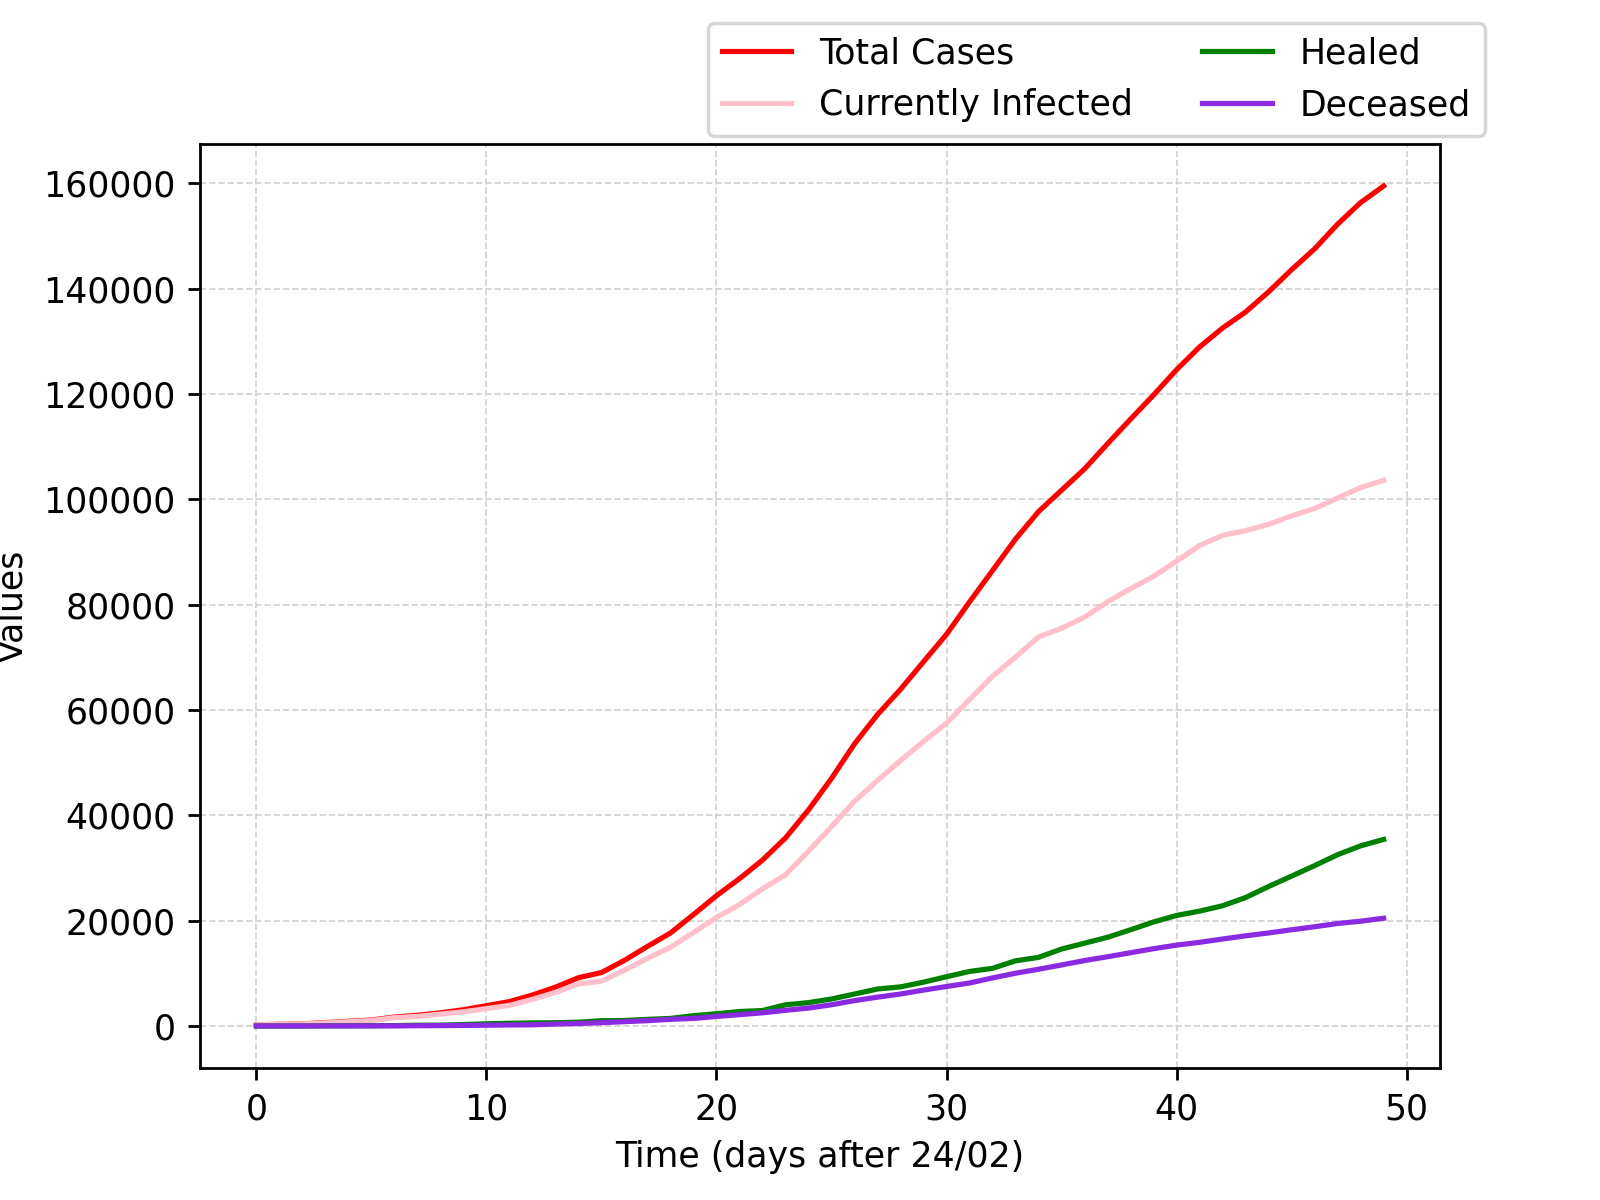 Total Cases
Currently Infected
Healed
Deceased
160000
140000
120000
100000
80000
60000
40000
20000
0
Values
0 10 20 30 40 50
Time (days after 24/02)